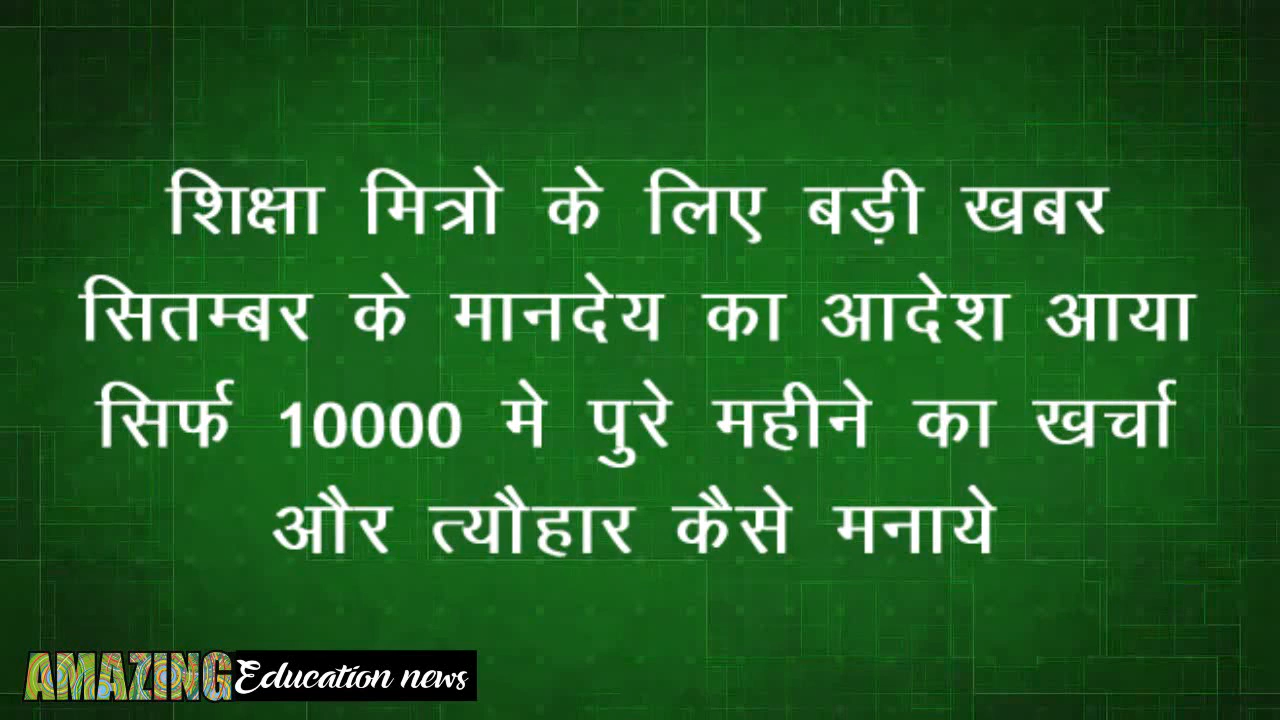 शिक्षा मित्रो के लिए बड़ी खबर
सितम्बर के मानदेय का आदेश आया
सिर्फ 10000 मे पुरे महीने का खर्चा
और त्यौहार कैसे मनाये
AMAZING Education news